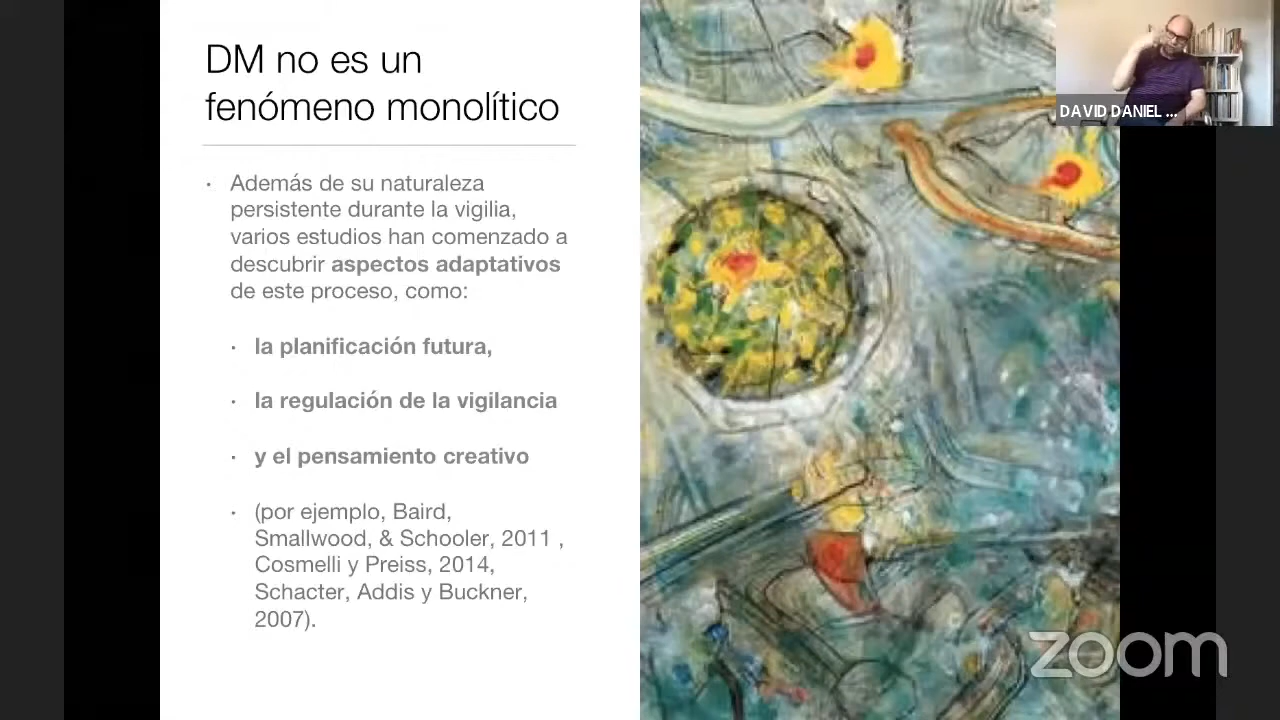 DM no es un
fenómeno monolítico
· Además de su naturaleza
persistente durante la vigilia,
varios estudios han comenzado a
descubrir aspectos adaptativos
de este proceso, como:
· la planificación futura,
· la regulación de la vigilancia
· y el pensamiento creativo
· (por ejemplo, Baird,
Smallwood, & Schooler, 2011 ,
Cosmelli y Preiss, 2014,
Schacter, Addis y Buckner,
2007).
DAVID DANIEL ...
zoom